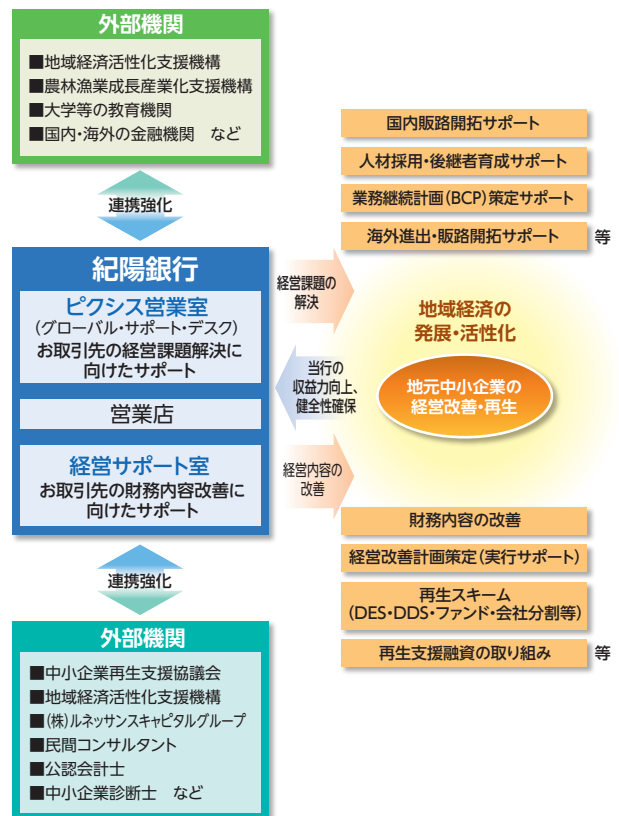 外部機関
■地域経済活性化支援機構
■農林漁業成長産業化支援機構
■大学等の教育機関
■国内・海外の金融機関　など
連携強化
紀陽銀行
ピクシス営業室
(グローバル・サポート・デスク)
お取引先の経営課題解決に
向けたサポート
営業店
経営サポート室
お取引先の財務内容改善に
向けたサポート
連携強化
外部機関
■中小企業再生支援協議会
■地域経済活性化支援機構
■(株)ルネッサンスキャピタルグループ
■民間コンサルタント
■公認会計士
■中小企業診断士　など
経営課題の
解決
当行の
収益力向上、
健全性確保
経営内容の
改善
国内販路開拓サポート
人材採用・後継者育成サポート
業務継続計画(BCP)策定サポート
海外進出・販路開拓サポート　等
地域経済の
発展・活性化
地元中小企業の
経営改善・再生
財務内容の改善
経営改善計画策定(実行サポート)
再生スキーム
(DES・DDS・ファンド・会社分割等)
再生支援融資の取り組み　等